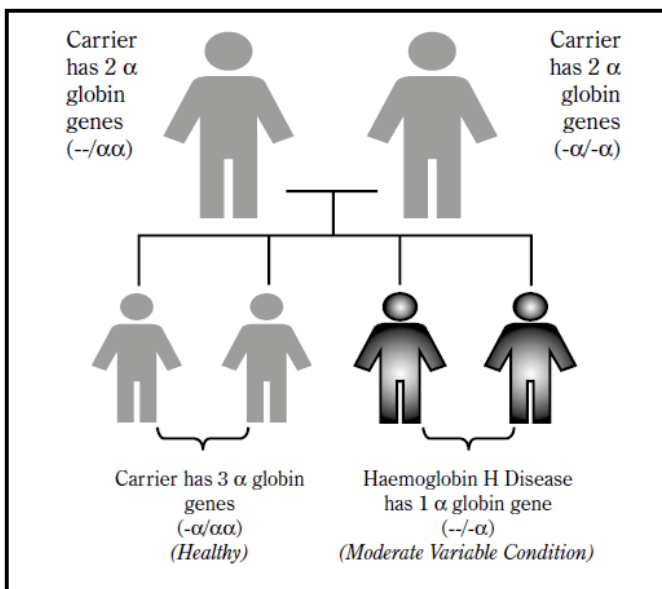 Carrier
has 2 α
globin
genes
(--/αα)
Carrier
has 2 α
globin
genes
(-α/-α)
Carrier has 3 α globin
genes
(-α/αα)
(Healthy)
Haemoglobin H Disease
has 1 α globin gene
(--/-α)
(Moderate Variable Condition)